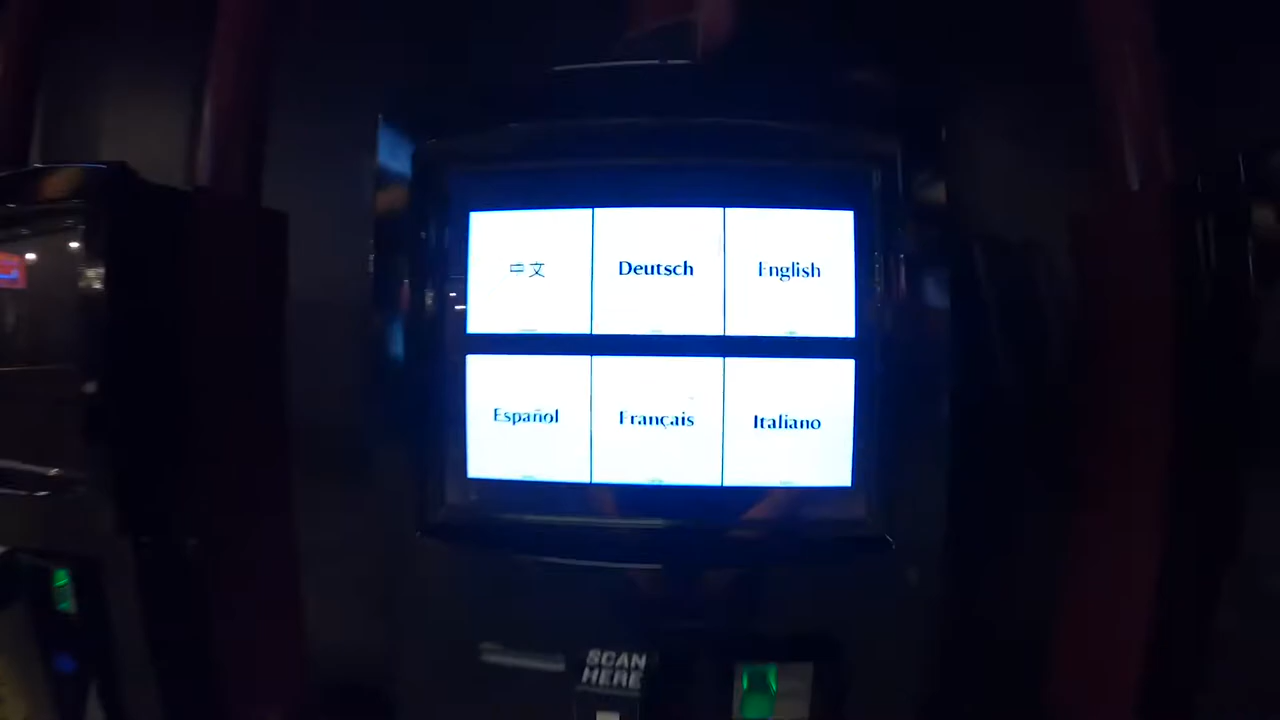 中文
Deutsch
English
Español
Français
Italiano
SCAN
HERE